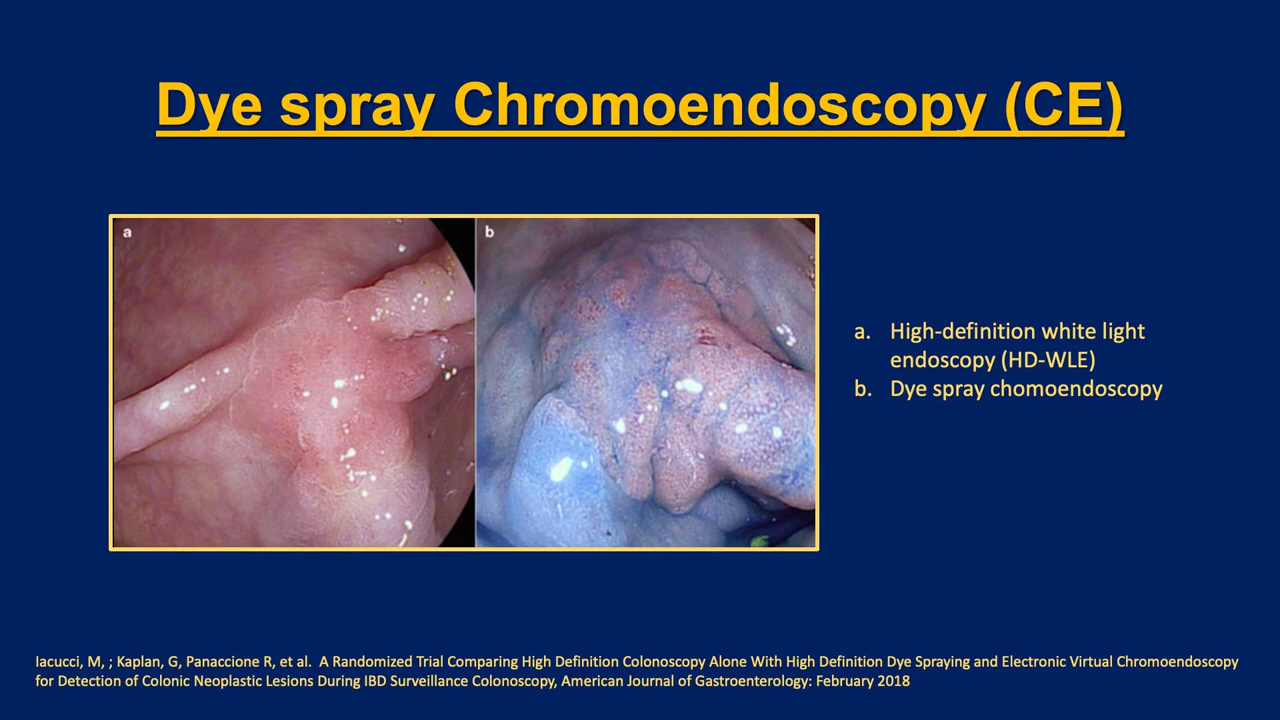 Dye spray Chromoendoscopy (CE)
a
b
a. High-definition white light
endoscopy (HD-WLE)
b. Dye spray chomoendoscopy
Iacucci, M, ; Kaplan, G, Panaccione R, et al. A Randomized Trial Comparing High Definition Colonoscopy Alone With High Definition Dye Spraying and Electronic Virtual Chromoendoscopy
for Detection of Colonic Neoplastic Lesions During IBD Surveillance Colonoscopy, American Journal of Gastroenterology: February 2018